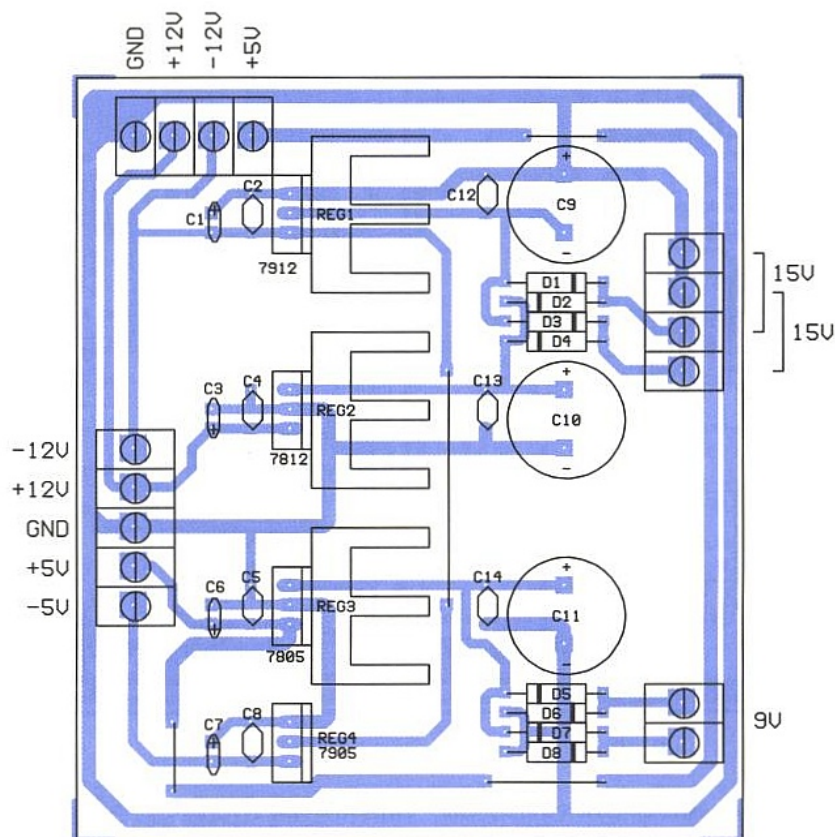 GND +12V -12V +5V
C2
C1
REG1
7912
C12
+
C9
-
D1
D2
D3
D4
15V
15V
C3
+
C4
REG2
7812
C13
+
C10
-
-12V
+12V
GND
+5V
-5V
C6
+
C5
REG3
7805
C14
+
C11
-
D5
D6
D7
D8
9V
C7
+
C8
REG4
7905